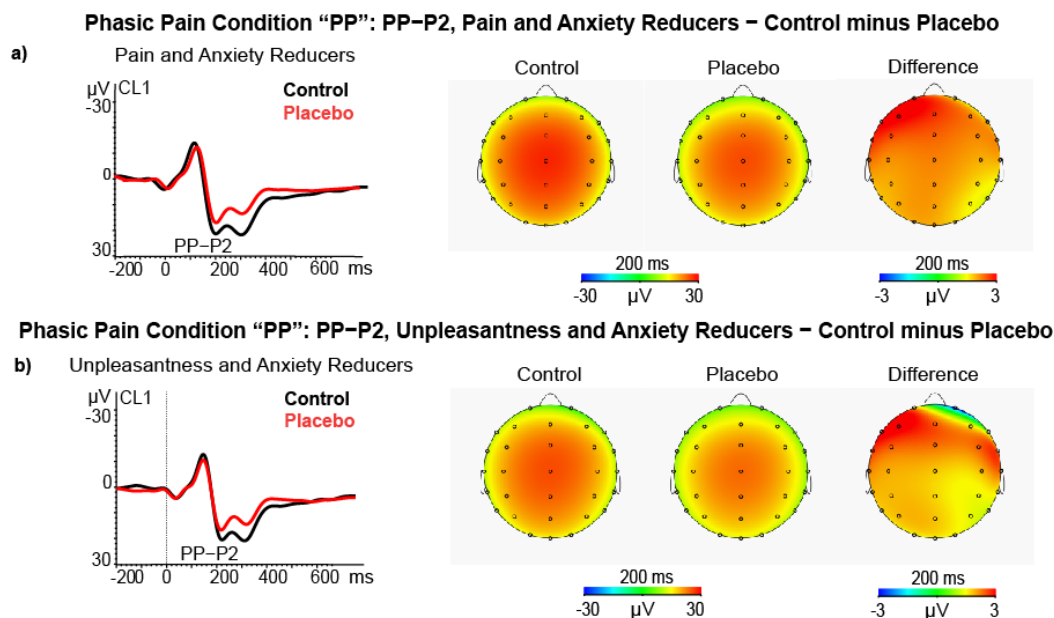 Phasic Pain Condition “PP”: PP−P2, Pain and Anxiety Reducers − Control minus Placebo
a)
Pain and Anxiety Reducers
µV CL1
-30
0
30
Control
Placebo
PP−P2
-200 0 200 400 600 ms
Control Placebo Difference
200 ms
-30 µV 30
200 ms
-3 µV 3
Phasic Pain Condition “PP”: PP−P2, Unpleasantness and Anxiety Reducers − Control minus Placebo
b)
Unpleasantness and Anxiety Reducers
µV CL1
-30
0
30
Control
Placebo
PP−P2
-200 0 200 400 600 ms
Control Placebo Difference
200 ms
-30 µV 30
200 ms
-3 µV 3